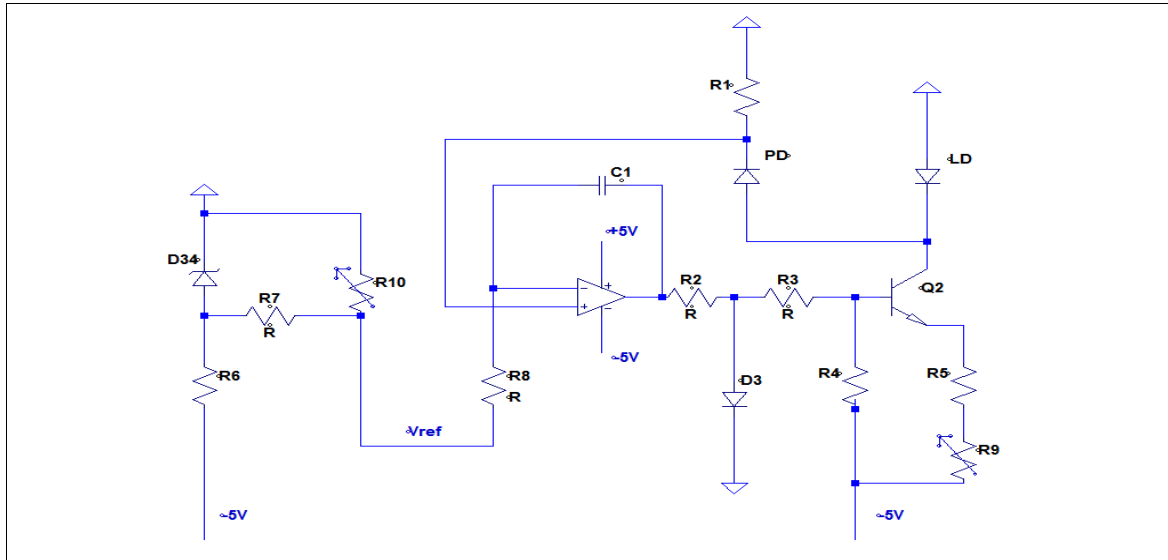 R1
PD
LD
C1
D34
+5V
R10
R7
R
R2
R
R3
R
Q2
-5V
R6
R8
R
D3
R4
R5
Vref
R9
-5V
-5V